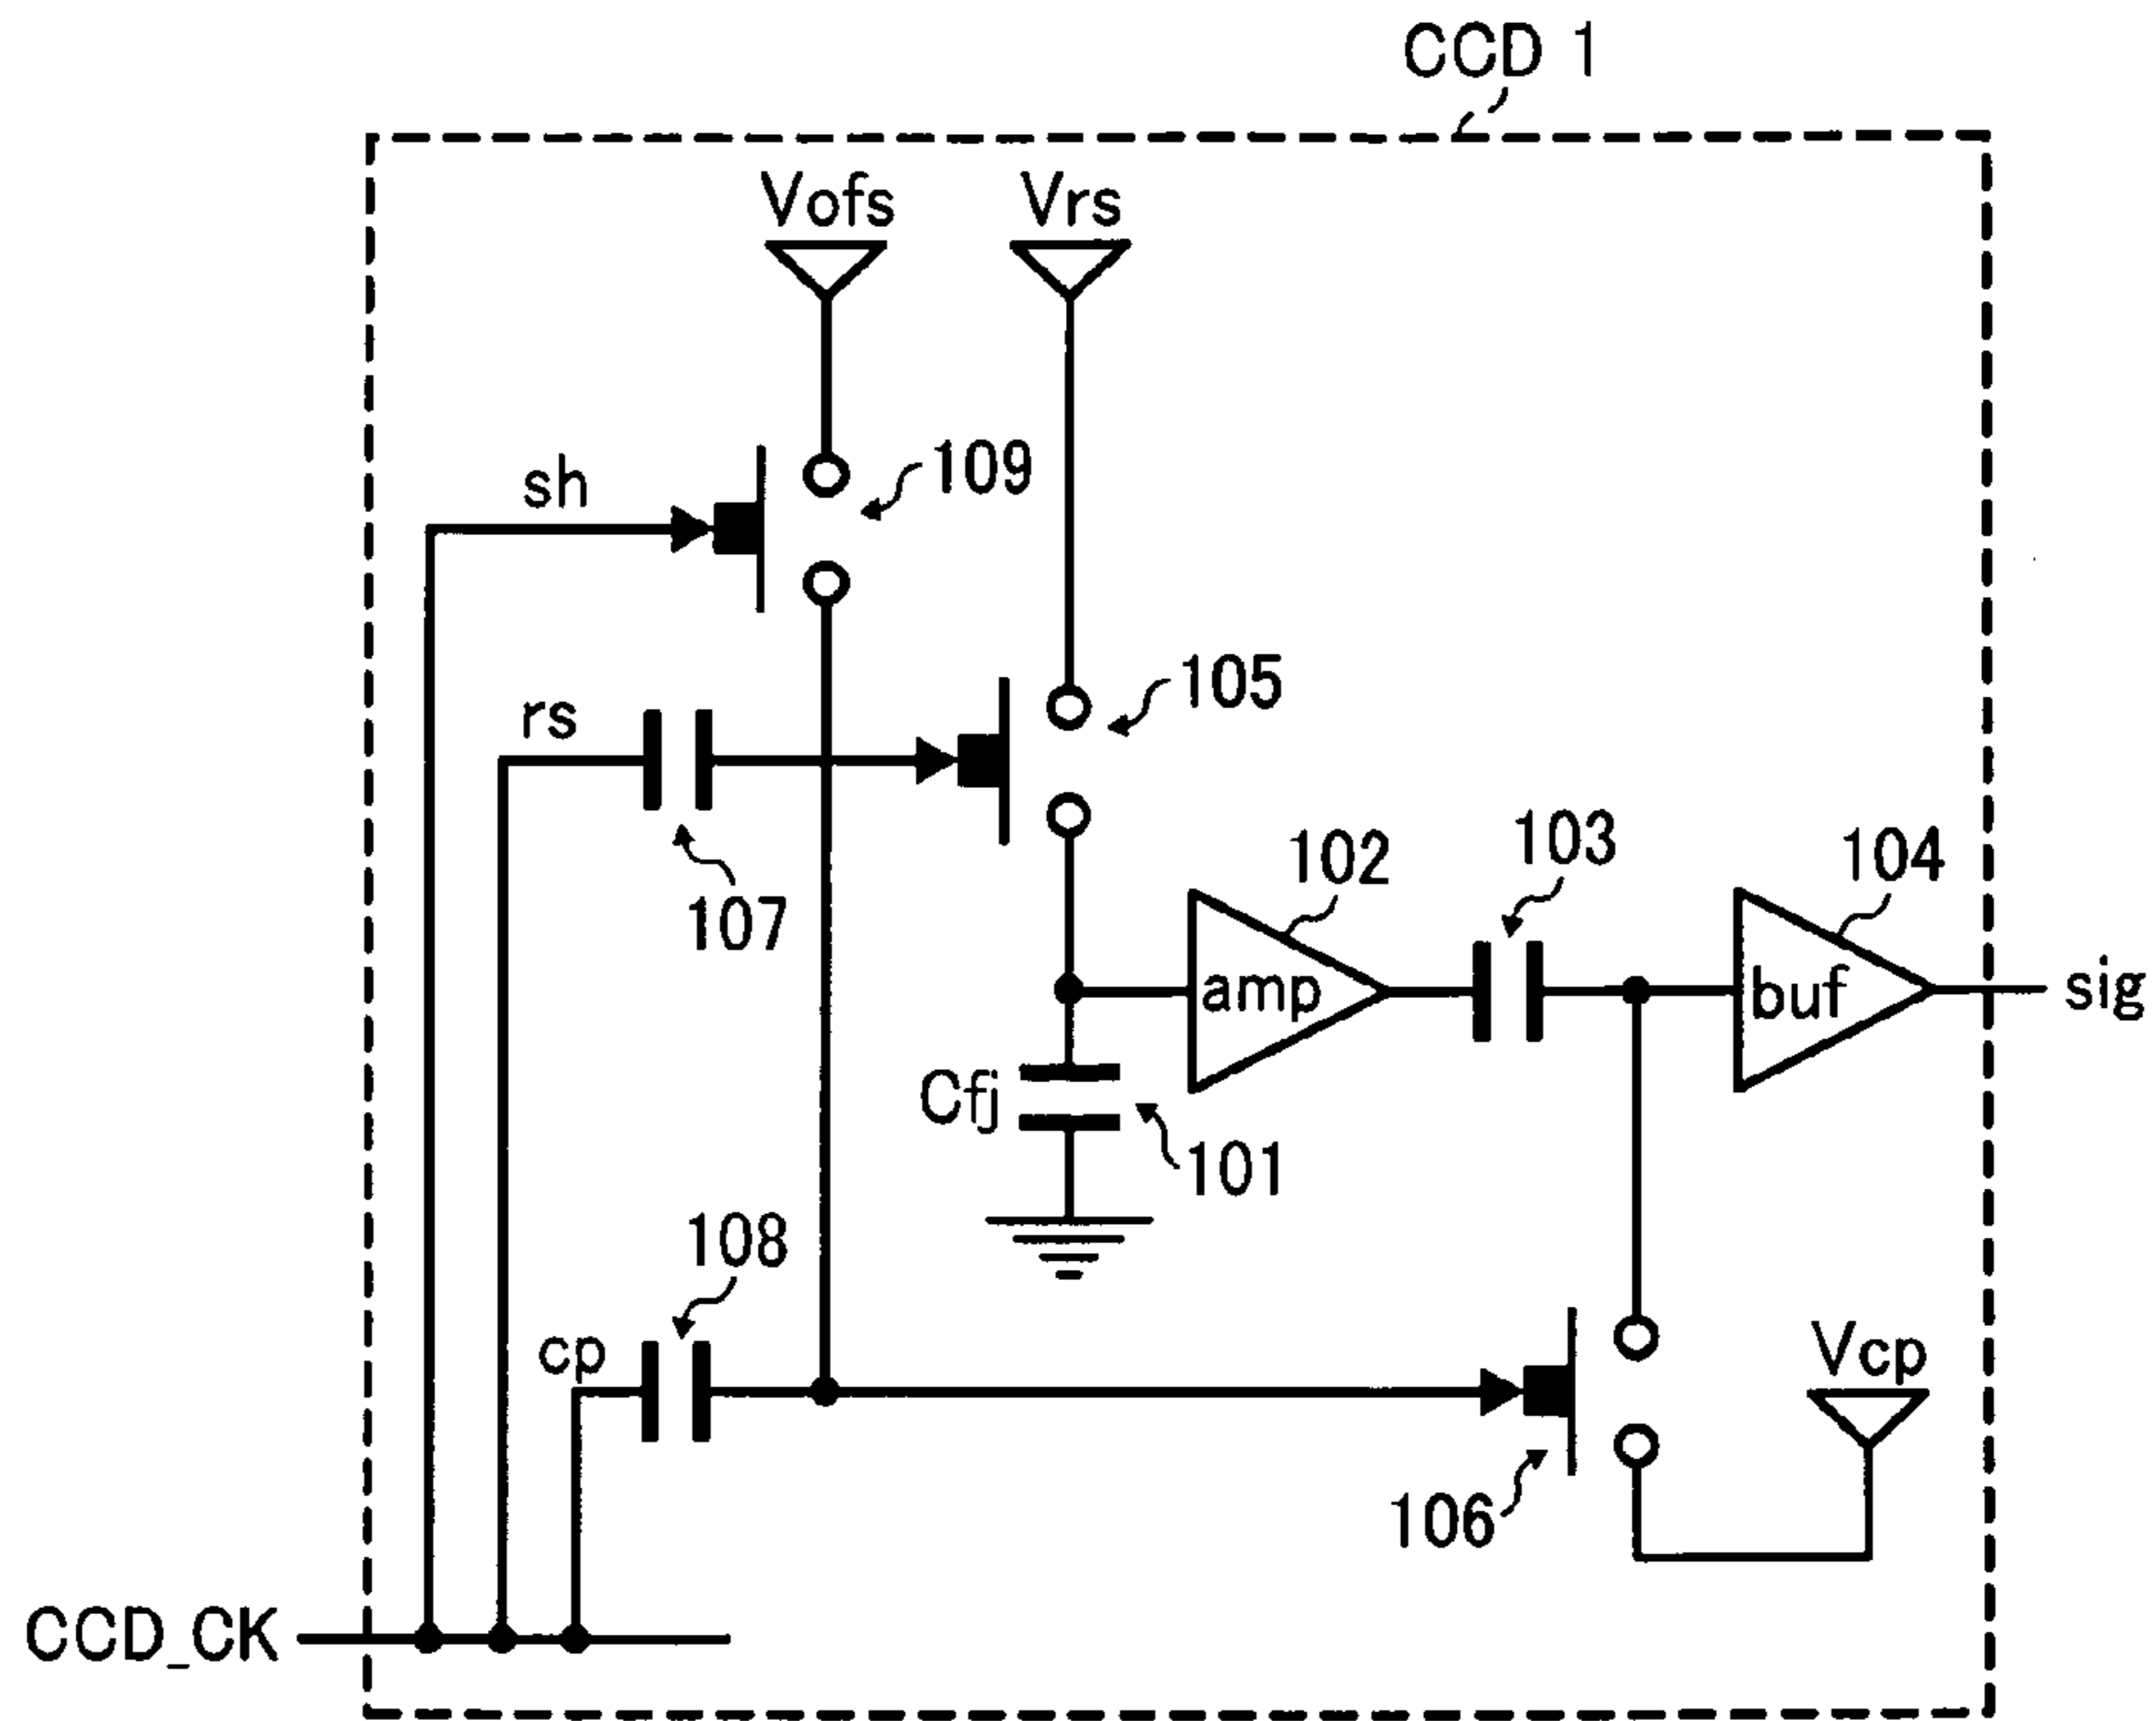 CCD 1
Vofs
Vrs
sh
109
rs
105
107
102
103
104
amp
buf
sig
Cfj
101
108
cp
Vcp
106
CCD_CK